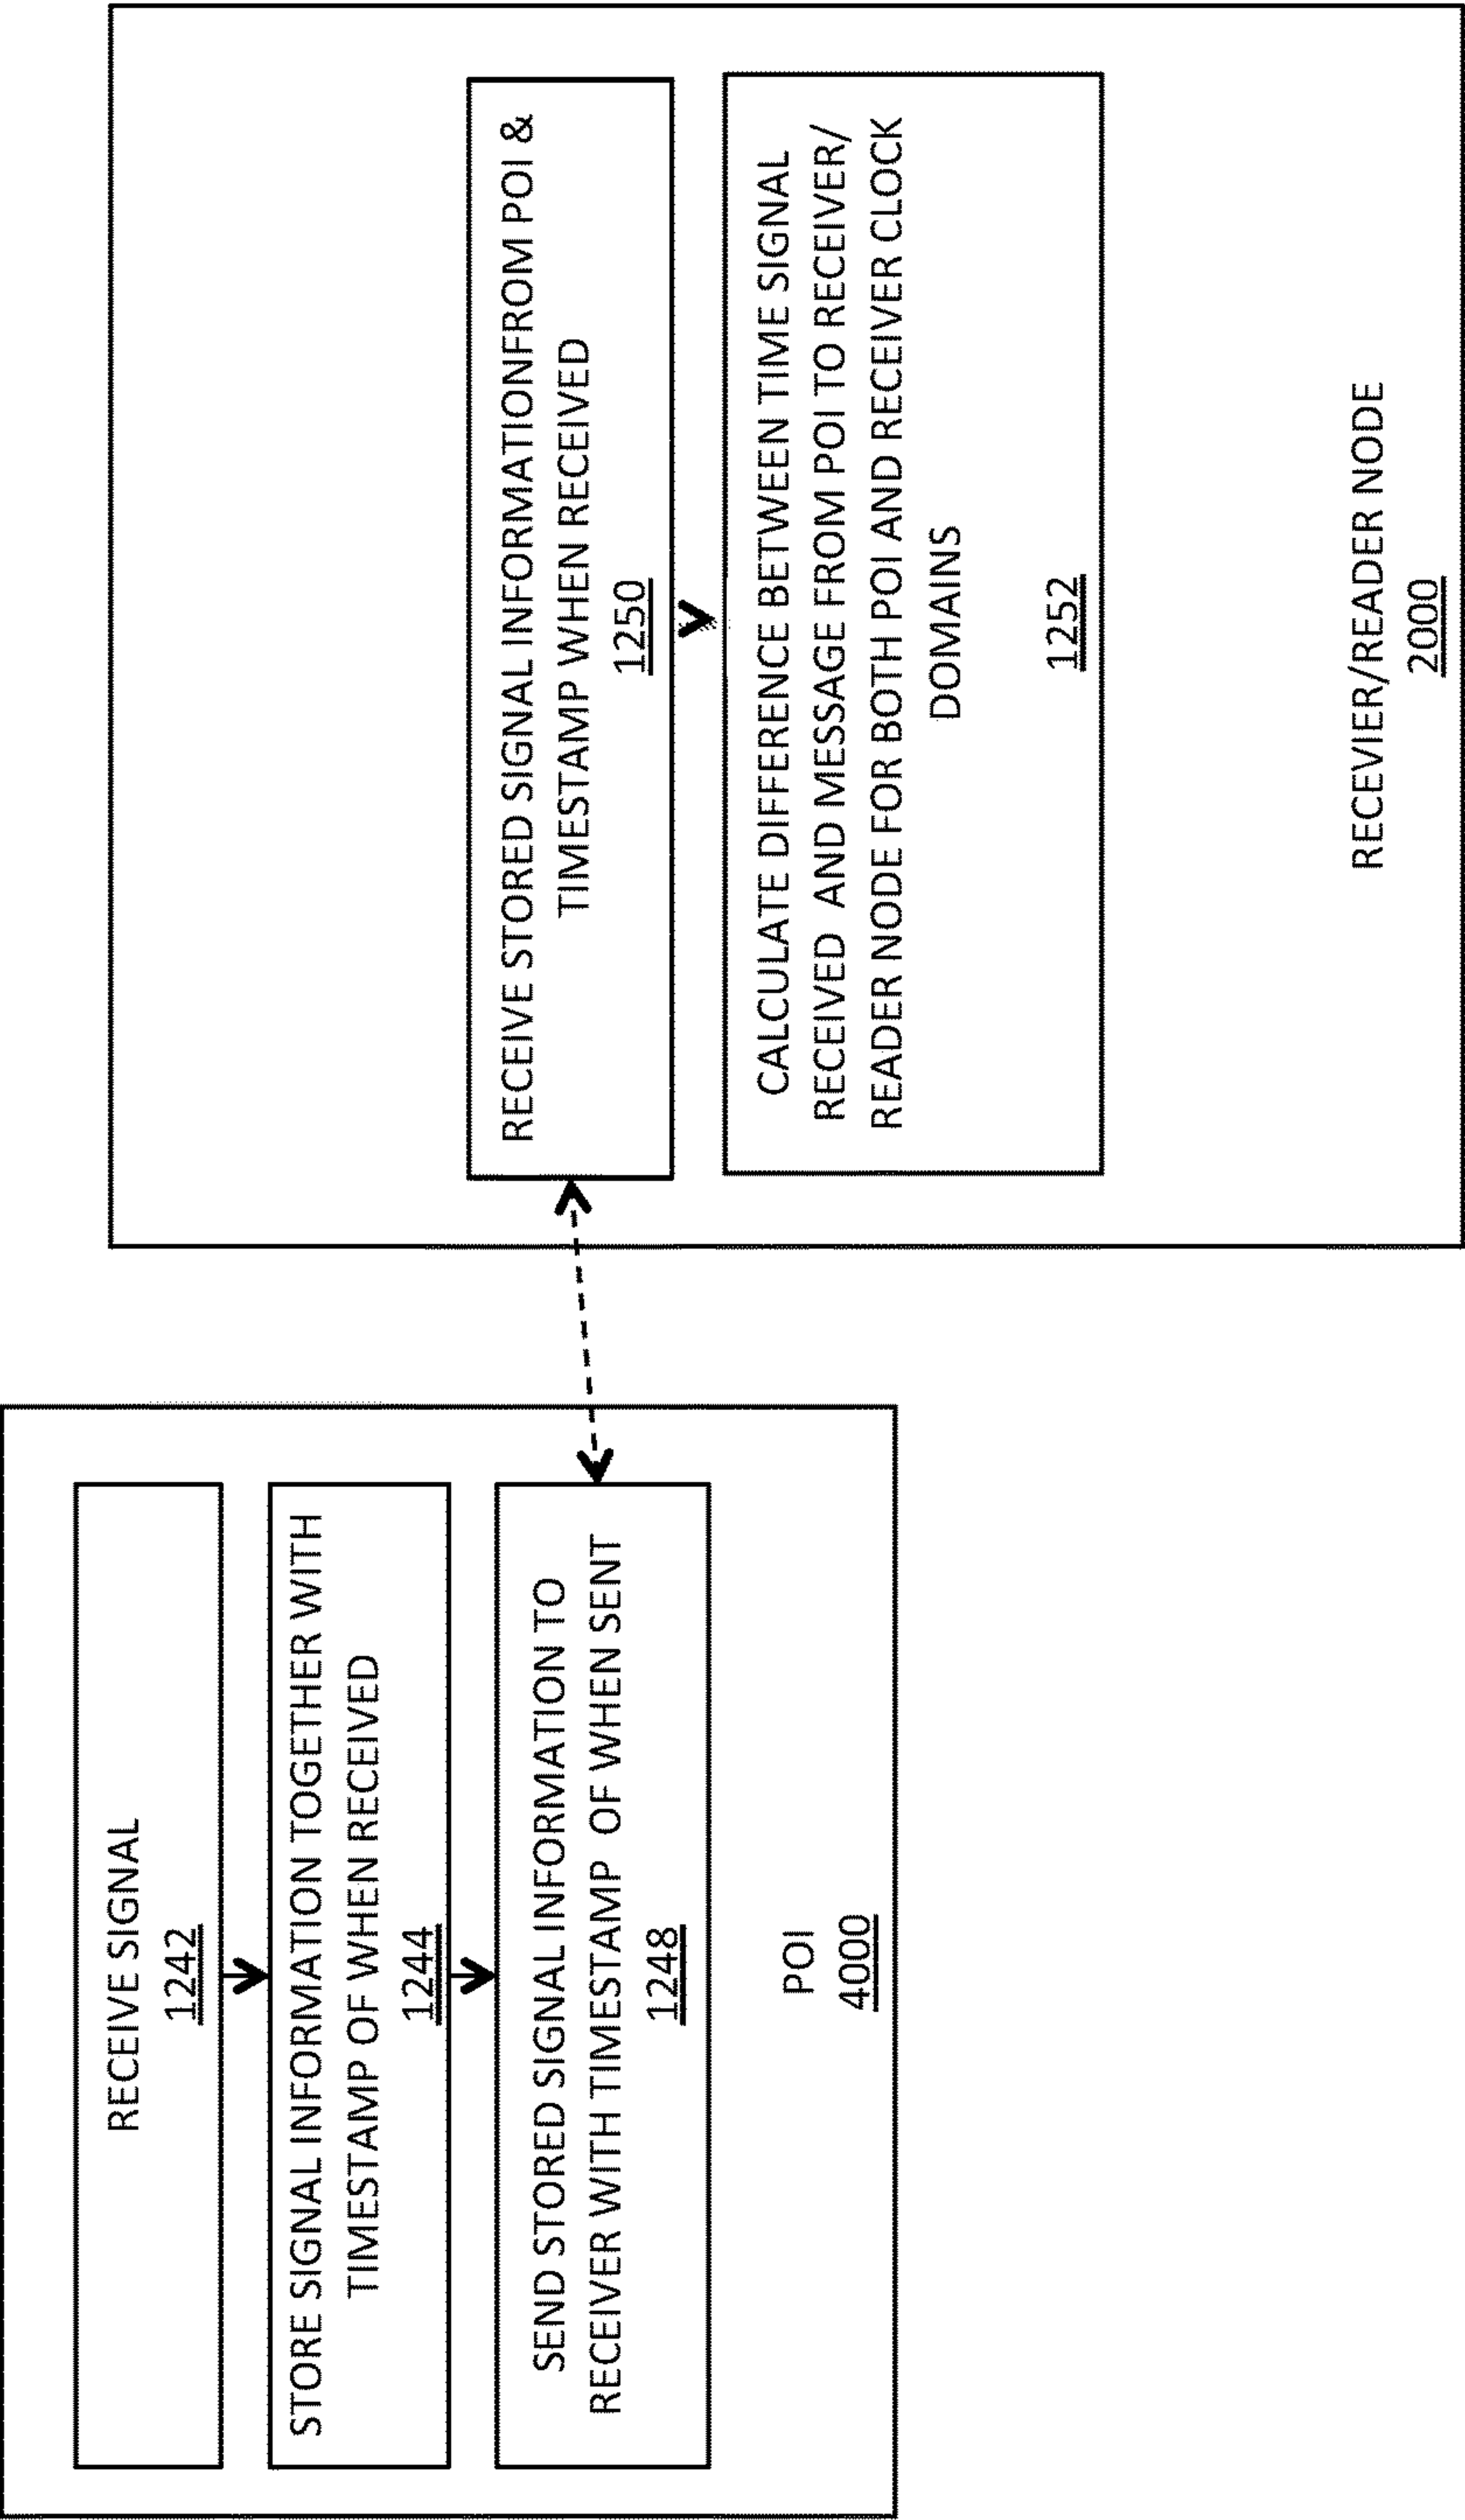 RECEIVE SIGNAL
1242
STORE SIGNAL INFORMATION TOGETHER WITH
TIMESTAMP OF WHEN RECEIVED
1244
SEND STORED SIGNAL INFORMATION TO
RECEIVER WITH TIMESTAMP OF WHEN SENT
1248
POI
4000
RECEIVE STORED SIGNAL INFORMATIONFROM POI &
TIMESTAMP WHEN RECEIVED
1250
CALCULATE DIFFERENCE BETWEEN TIME SIGNAL
RECEIVED AND MESSAGE FROM POI TO RECEIVER/
READER NODE FOR BOTH POI AND RECEIVER CLOCK
DOMAINS
1252
RECEVIER/READER NODE
2000